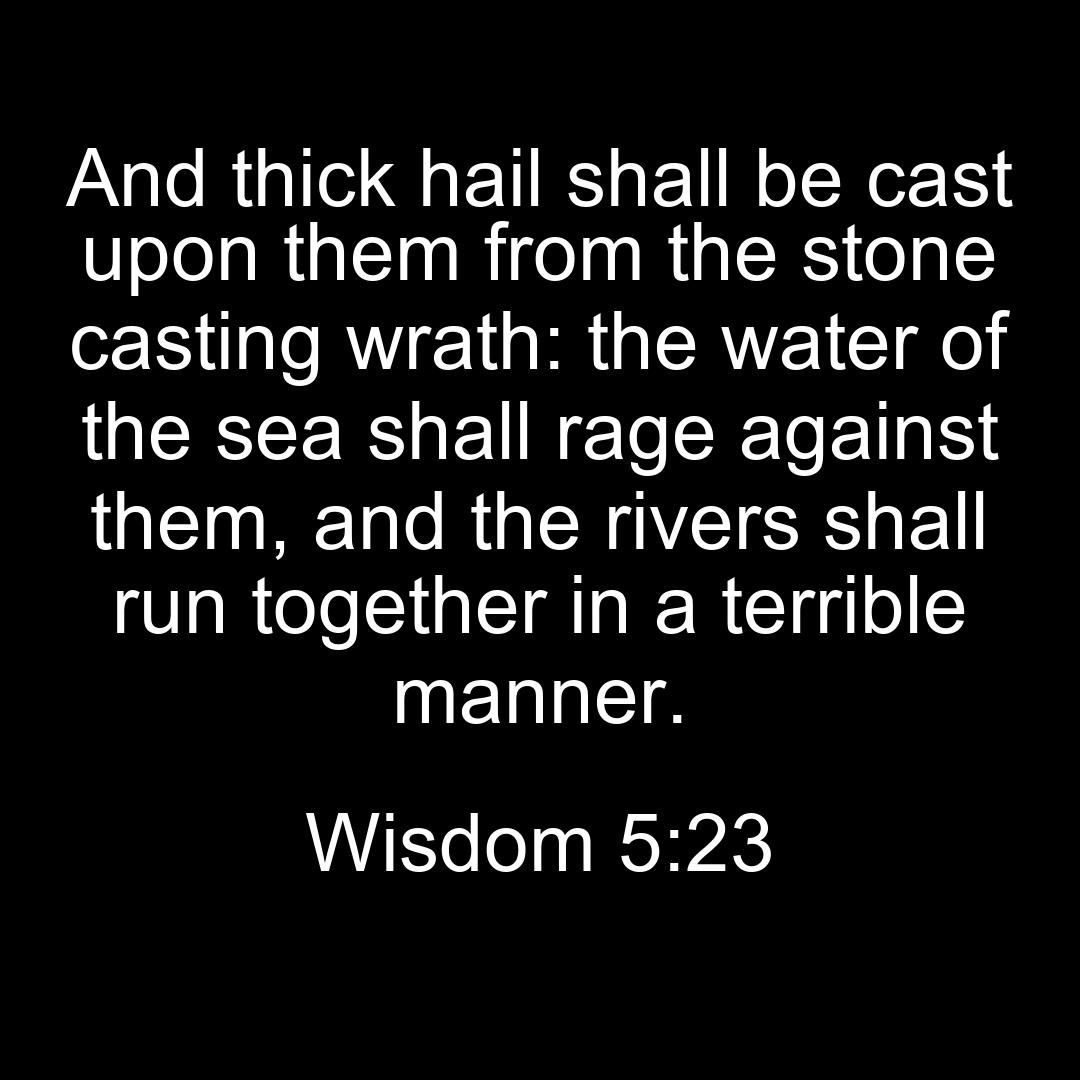 And thick hail shall be cast
upon them from the stone
casting wrath: the water of
the sea shall rage against
them, and the rivers shall
run together in a terrible
manner.
Wisdom 5:23